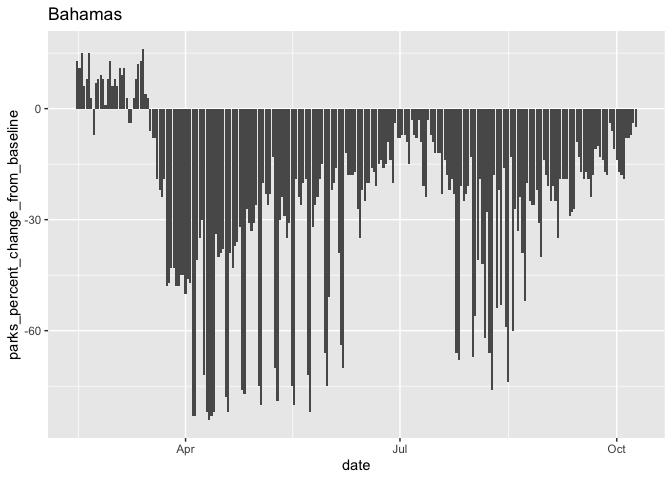 Bahamas
parks_percent_change_from_baseline
0
-30
-60
Apr
Jul
Oct
date